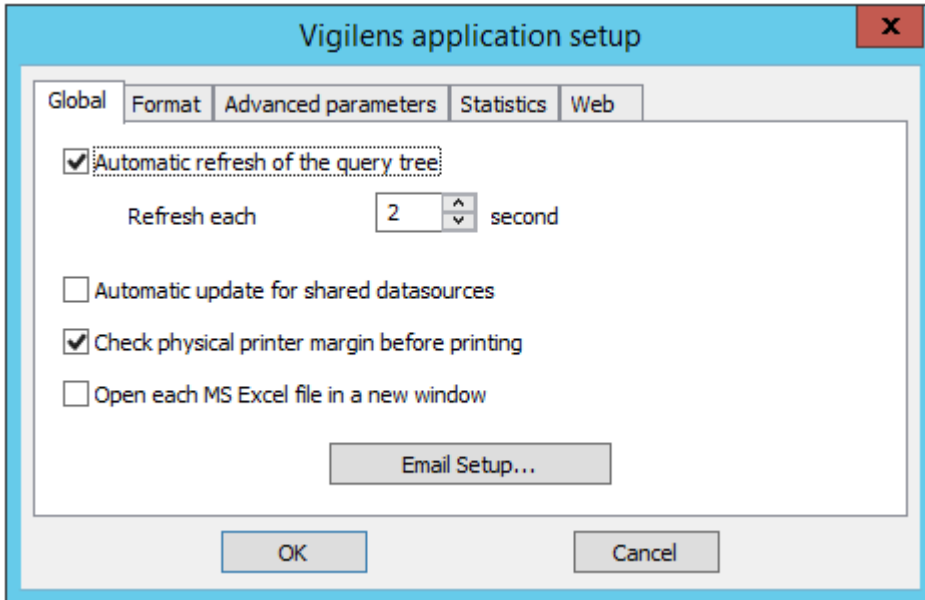 Vigilens application setup
x
Global Format Advanced parameters Statistics Web
Automatic refresh of the query tree
Refresh each 2 second
Automatic update for shared datasources
Check physical printer margin before printing
Open each MS Excel file in a new window
Email Setup...
OK Cancel